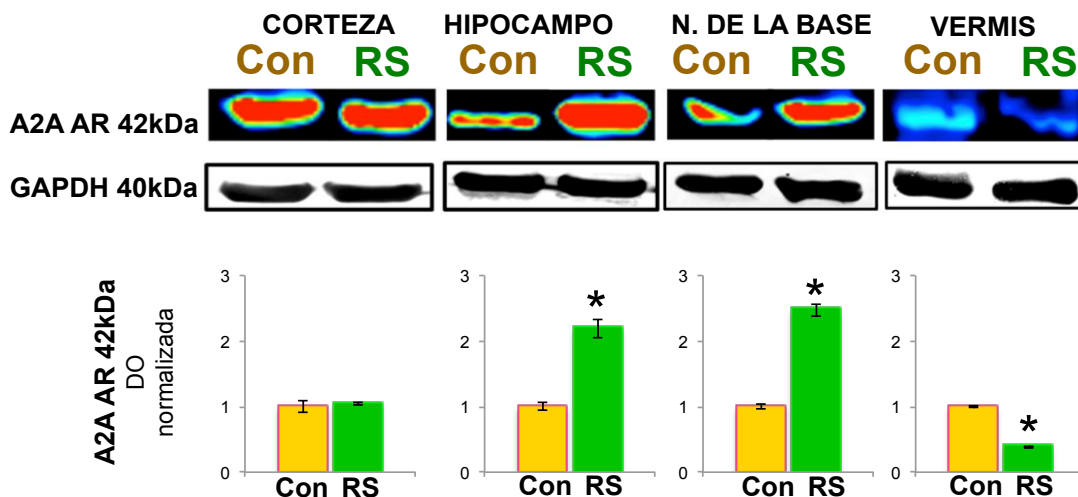 CORTEZA HIPOCAMPO N. DE LA BASE VERMIS
Con RS Con RS Con RS Con RS
A2A AR 42kDa
GAPDH 40kDa
A2A AR 42kDa
DO
normalizada
3
2
1
0
Con RS
3
2
1
0
*
Con RS
3
2
1
0
*
Con RS
3
2
1
0
*
Con RS